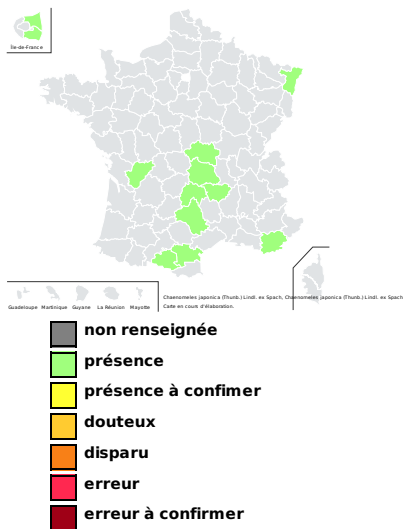 Île-de-France
Guadeloupe Martinique Guyane La Réunion Mayotte
Chaenomeles japonica (Thunb.) Lindl. ex Spach, Chaenomeles japonica (Thunb.) Lindl. ex Spach
Carte en cours d'élaboration.
non renseignée
présence
présence à confimer
douteux
disparu
erreur
erreur à confirmer